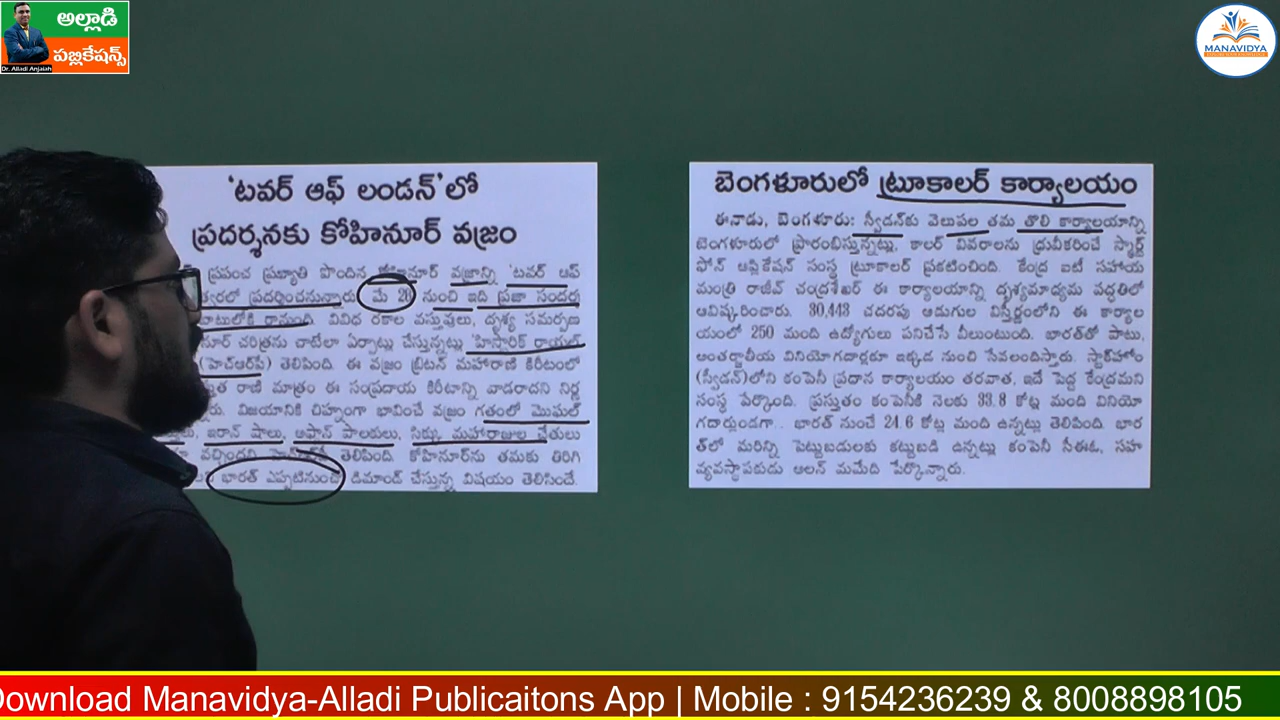 అల్లాడి
పబ్లికేషన్స్
Dr. Alladi Anjaiah
MANAVIDYA
'టవర్ ఆఫ్ లండన్'లో
ప్రదర్శనకు కోహినూర్ వజ్రం
ప్రపంచ ప్రఖ్యాతి పొందిన కోహినూర్ వజ్రాన్ని 'టవర్ ఆఫ్
ప్రదర్శించనున్నారు. మే 26 నుంచి ఇది ప్రజా సందర్శ
రానుంది. వివిధ రకాల వస్తువులు, దృశ్య సమర్పణ
చరిత్రను చాటేలా ఏర్పాట్లు చేస్తున్నట్లు 'హిస్టారిక్ రాయల్
(హెచ్ఆర్‌పీ) తెలిపింది. ఈ వజ్రం బ్రిటన్ మహారాణి కిరీటంలో
రాణి మాత్రం ఈ సంప్రదాయ కిరీటాన్ని వాడరాదని నిర్ణ
విజయానికి చిహ్నంగా భావించే వజ్రం గతంలో మొఘల్
ఇరాన్ షాలు, అఫ్గాన్ పాలకులు, సిక్కు మహారాజుల చేతులు
తెలిపింది. కోహినూర్‌ను తమకు తిరిగి
భారత్ ఎప్పటినుంచో డిమాండ్ చేస్తున్న విషయం తెలిసిందే.
బెంగళూరులో ట్రూకాలర్ కార్యాలయం
ఈనాడు, బెంగళూరు: స్వీడన్‌కు వెలుపల తమ తొలి కార్యాలయాన్ని
బెంగళూరులో ప్రారంభిస్తున్నట్లు, కాలర్ వివరాలను ధ్రువీకరించే స్మార్ట్
ఫోన్ అప్లికేషన్ సంస్థ ట్రూకాలర్ ప్రకటించింది. కేంద్ర ఐటీ సహాయ
మంత్రి రాజీవ్ చంద్రశేఖర్ ఈ కార్యాలయాన్ని దృశ్యమాధ్యమ పద్ధతిలో
ఆవిష్కరించారు. 30,443 చదరపు అడుగుల విస్తీర్ణంలోని ఈ కార్యాల
యంలో 250 మంది ఉద్యోగులు పనిచేసే వీలుంటుంది. భారత్‌తో పాటు,
అంతర్జాతీయ వినియోగదార్లకూ ఇక్కడ నుంచి సేవలందిస్తారు. స్టాక్‌హోం
(స్వీడన్)లోని కంపెనీ ప్రధాన కార్యాలయం తరవాత, ఇదే పెద్ద కేంద్రమని
సంస్థ పేర్కొంది. ప్రస్తుతం కంపెనీకి నెలకు 33.8 కోట్ల మంది వినియో
గదార్లుండగా.. భారత్ నుంచే 24.6 కోట్ల మంది ఉన్నట్లు తెలిపింది. భార
త్‌లో మరిన్ని పెట్టుబడులకు కట్టుబడి ఉన్నట్లు కంపెనీ సీఈఓ, సహ
వ్యవస్థాపకుడు అలన్ మమేది పేర్కొన్నారు.
Download Manavidya-Alladi Publicaitons App | Mobile : 9154236239 & 8008898105